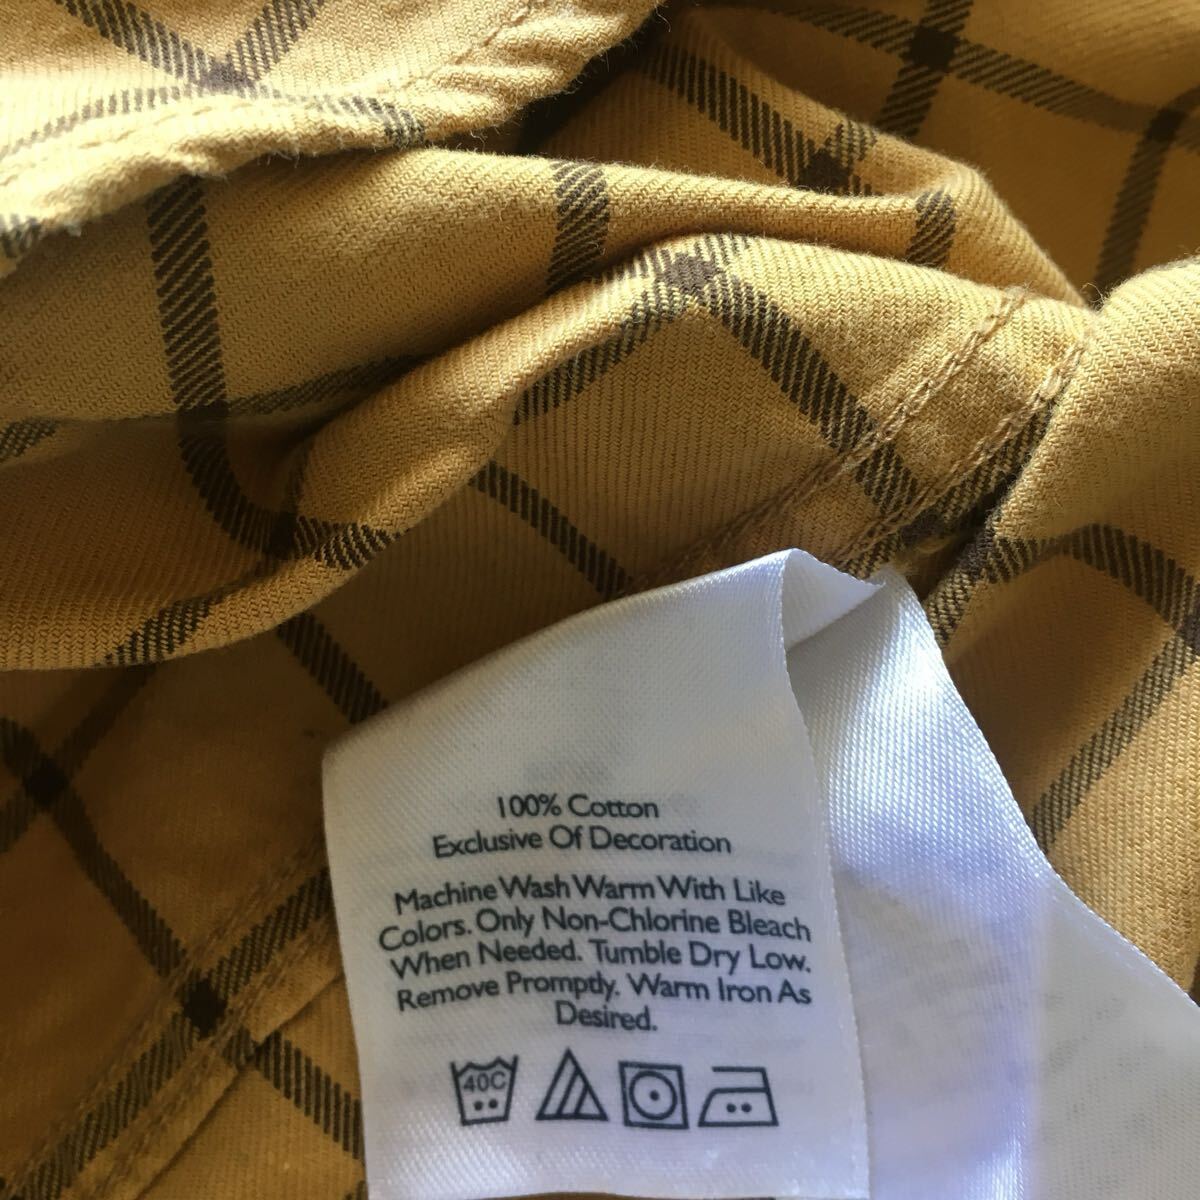 100% Cotton
Exclusive Of Decoration
Machine Wash Warm With Like
Colors. Only Non-Chlorine Bleach
When Needed. Tumble Dry Low.
Remove Promptly. Warm Iron As
Desired.
40C